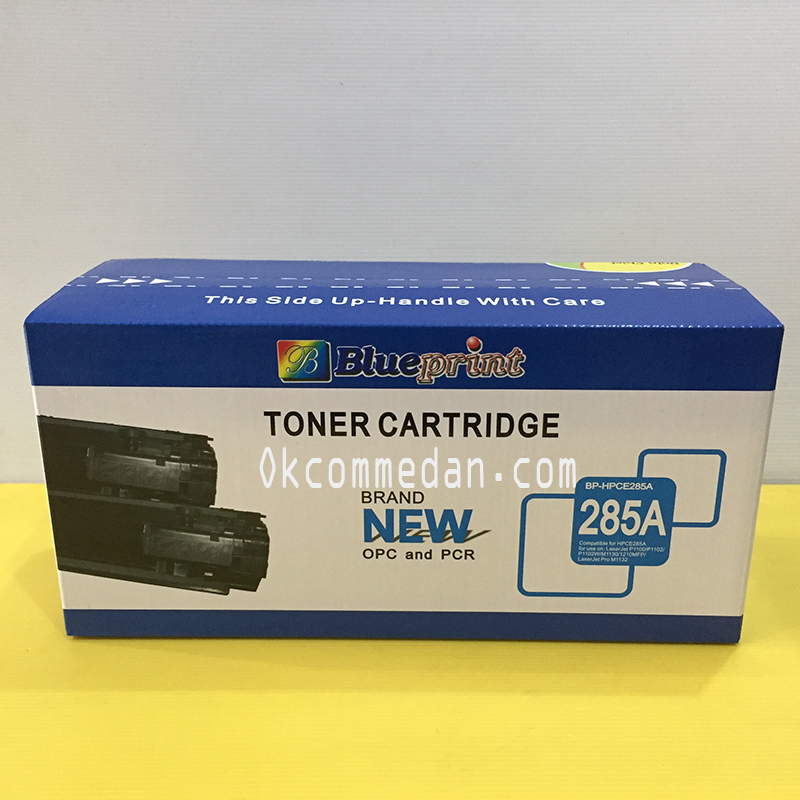 This Side Up-Handle With Care
B Blueprint
TONER CARTRIDGE
0kcommedan.com
BRAND
NEW
OPC and PCR
BP-HPCE285A
285A
Compatible for HPCE285A
for use on: LaserJet P1100/P1102/
P1102W/M1130/1210MFP/
LaserJet Pro M1132